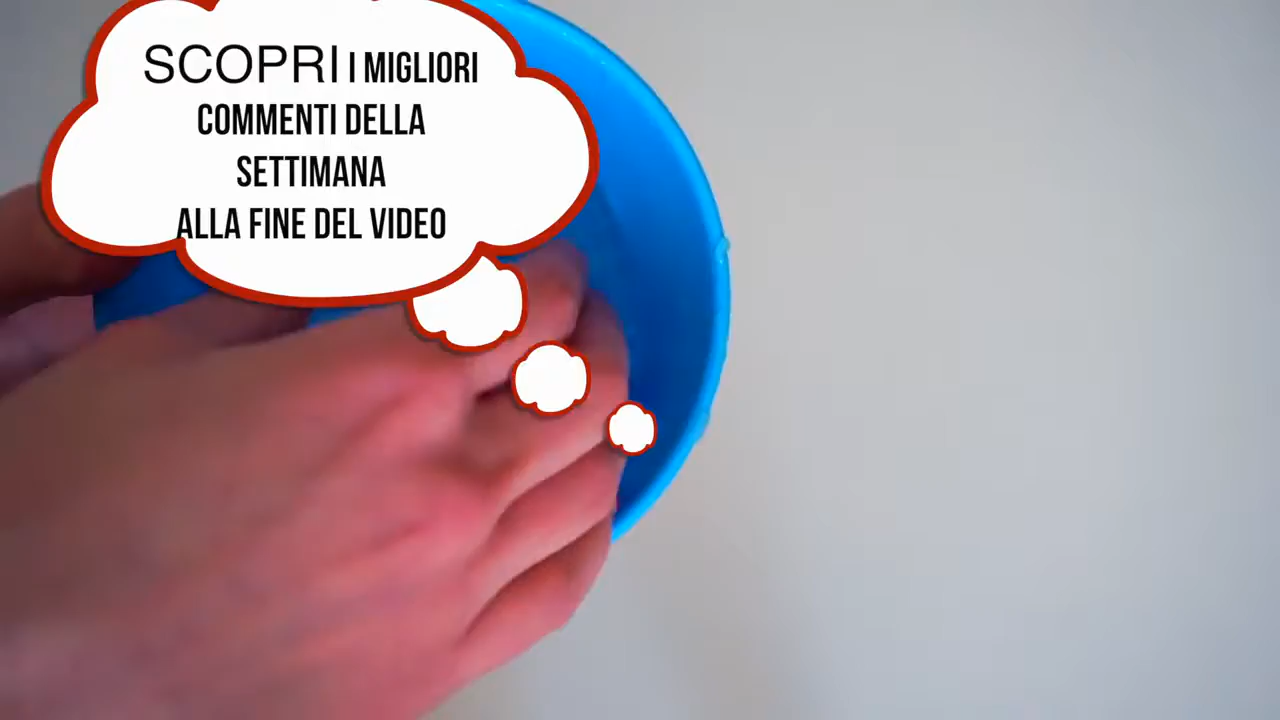 SCOPRI I MIGLIORI
COMMENTI DELLA
SETTIMANA
ALLA FINE DEL VIDEO